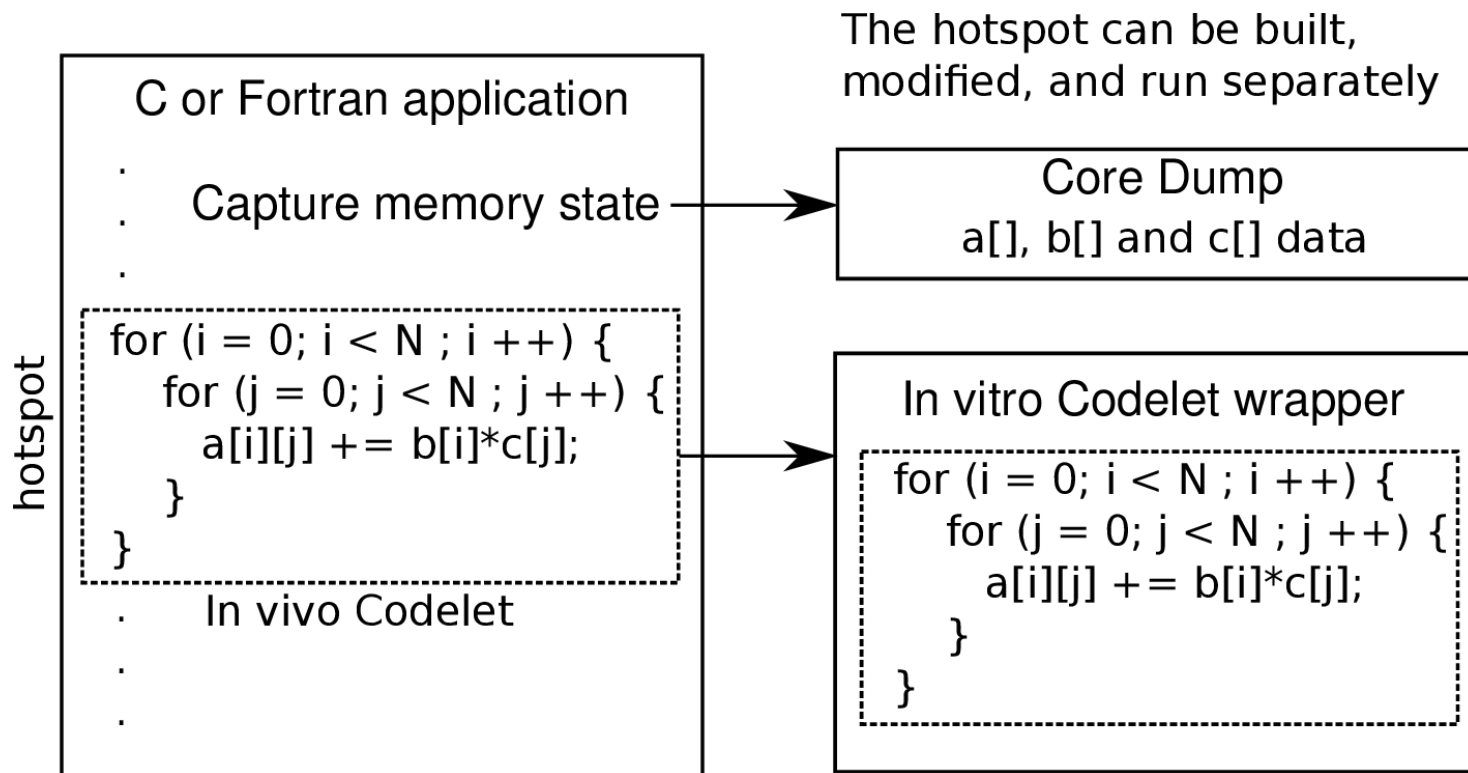 The hotspot can be built,
modified, and run separately
C or Fortran application
.
Capture memory state
.
.
hotspot
for (i = 0; i < N ; i ++) {
for (j = 0; j < N ; j ++) {
a[i][j] += b[i]*c[j];
}
}
. In vivo Codelet
.
.
Core Dump
a[], b[] and c[] data
In vitro Codelet wrapper
for (i = 0; i < N ; i ++) {
for (j = 0; j < N ; j ++) {
a[i][j] += b[i]*c[j];
}
}